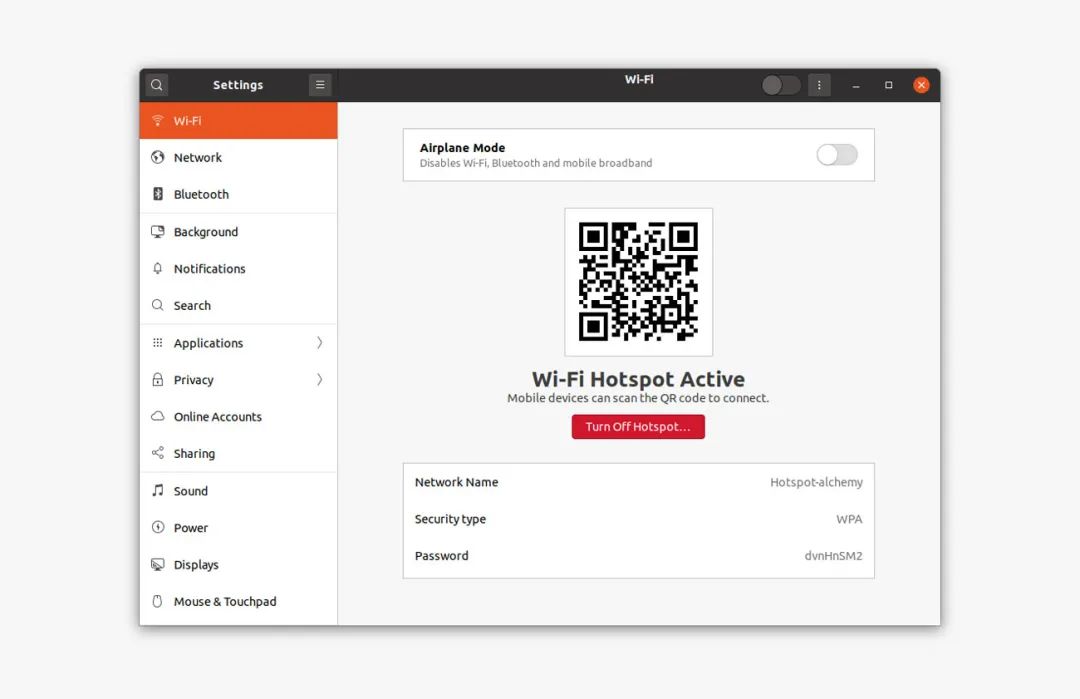 Settings
Wi-Fi
Wi-Fi
Network
Bluetooth
Background
Notifications
Search
Applications
Privacy
Online Accounts
Sharing
Sound
Power
Displays
Mouse & Touchpad
Airplane Mode
Disables Wi-Fi, Bluetooth and mobile broadband
Wi-Fi Hotspot Active
Mobile devices can scan the QR code to connect.
Turn Off Hotspot...
Network Name Hotspot-alchemy
Security type WPA
Password dvnHnSM2